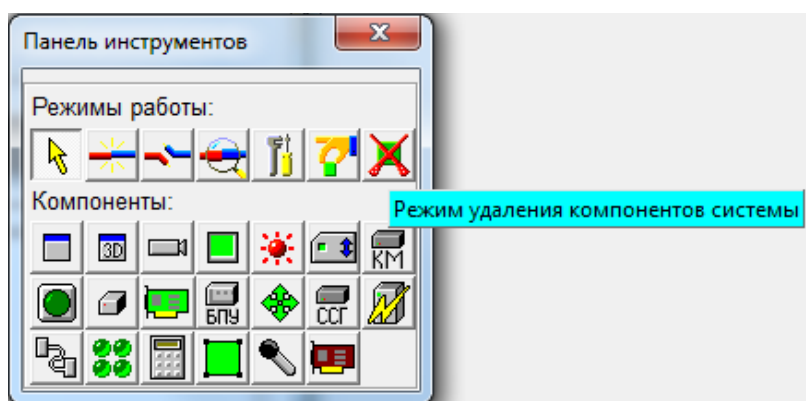 Панель инструментов
Режимы работы:
Компоненты:
Режим удаления компонентов системы
3D
КМ
БПУ
ССГ